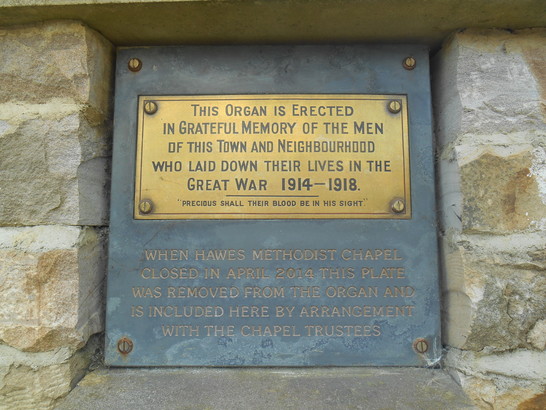 THIS ORGAN IS ERECTED
IN GRATEFUL MEMORY OF THE MEN
OF THIS TOWN AND NEIGHBOURHOOD
WHO LAID DOWN THEIR LIVES IN THE
GREAT WAR 1914—1918.
"PRECIOUS SHALL THEIR BLOOD BE IN HIS SIGHT."
WHEN HAWES METHODIST CHAPEL
CLOSED IN APRIL 2014 THIS PLATE
WAS REMOVED FROM THE ORGAN AND
IS INCLUDED HERE BY ARRANGEMENT
WITH THE CHAPEL TRUSTEES